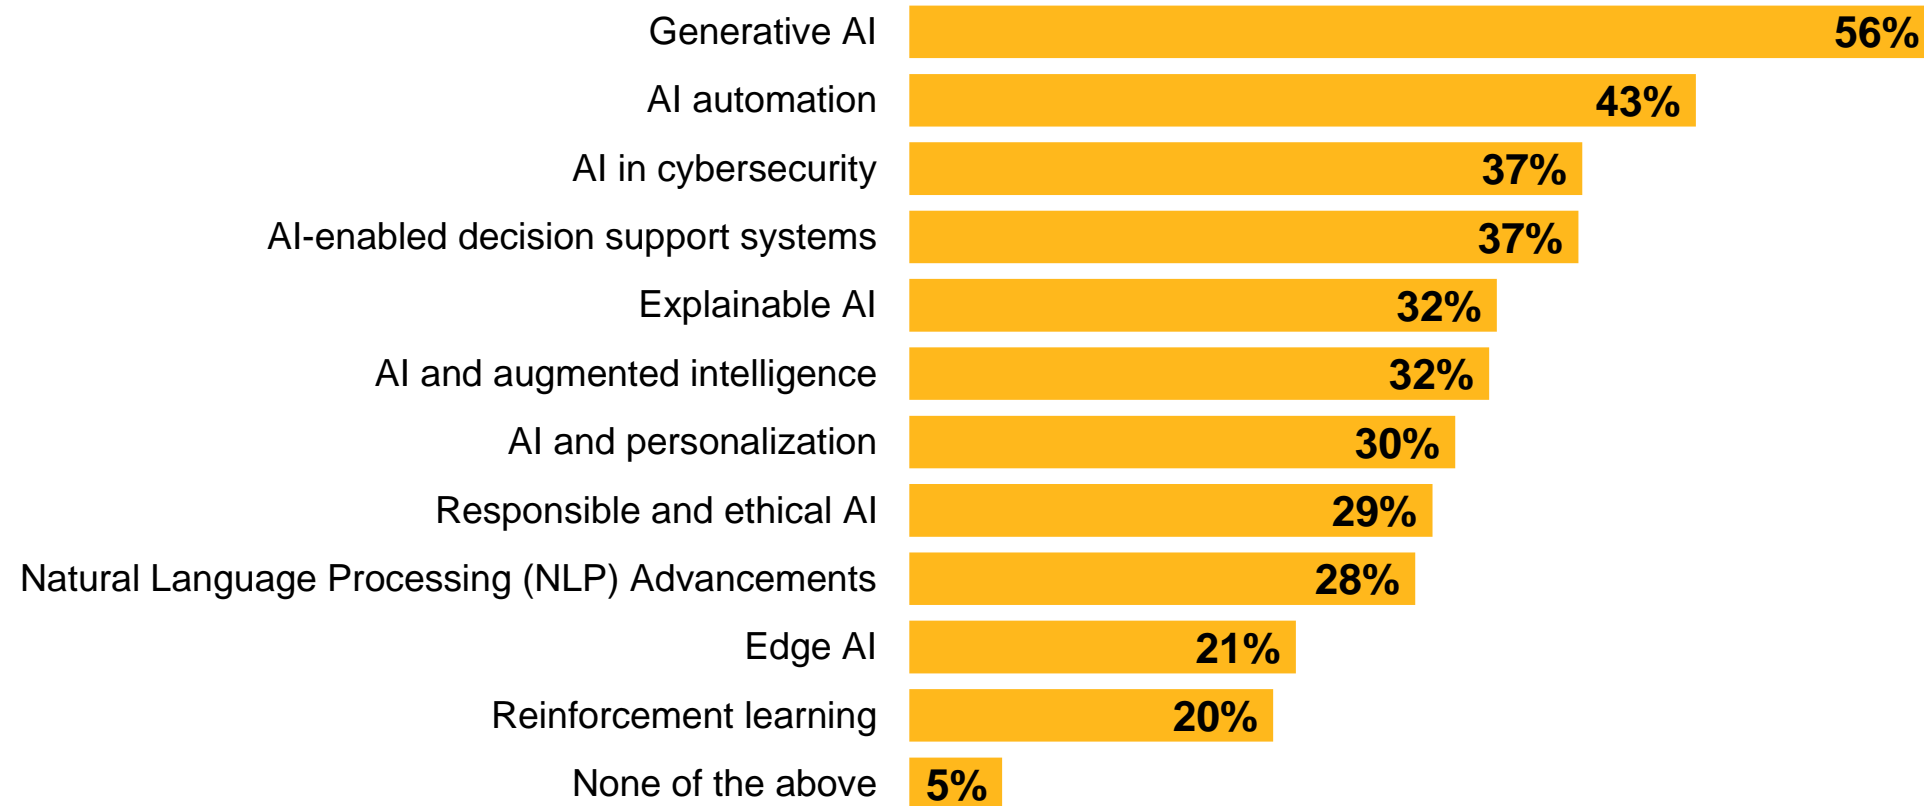 Generative AI 56%
AI automation 43%
AI in cybersecurity 37%
AI-enabled decision support systems 37%
Explainable AI 32%
AI and augmented intelligence 32%
AI and personalization 30%
Responsible and ethical AI 29%
Natural Language Processing (NLP) Advancements 28%
Edge AI 21%
Reinforcement learning 20%
None of the above 5%